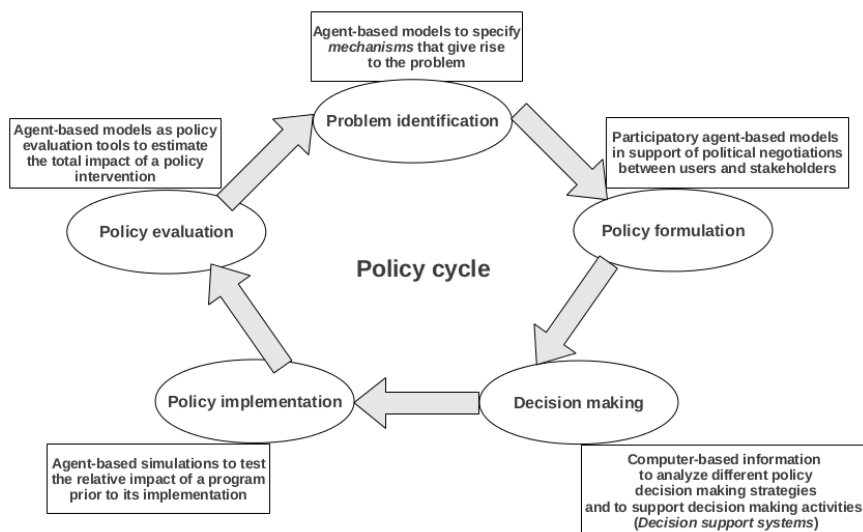 Agent-based models to specify
mechanisms that give rise
to the problem
Problem identification
Agent-based models as policy
evaluation tools to estimate
the total impact of a policy
intervention
Participatory agent-based models
in support of political negotiations
between users and stakeholders
Policy evaluation
Policy formulation
Policy cycle
Policy implementation
Decision making
Agent-based simulations to test
the relative impact of a program
prior to its implementation
Computer-based information
to analyze different policy
decision making strategies
and to support decision making activities
(Decision support systems)